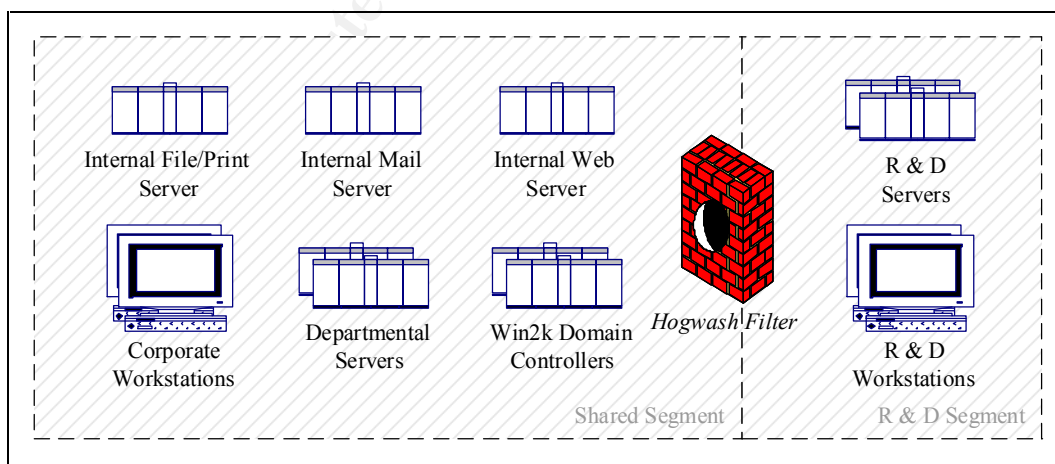 Internal File/Print
Server
Internal Mail
Server
Internal Web
Server
R & D
Servers
Corporate
Workstations
Departmental
Servers
Win2k Domain
Controllers
Hogwash Filter
R & D
Workstations
Shared Segment
R & D Segment